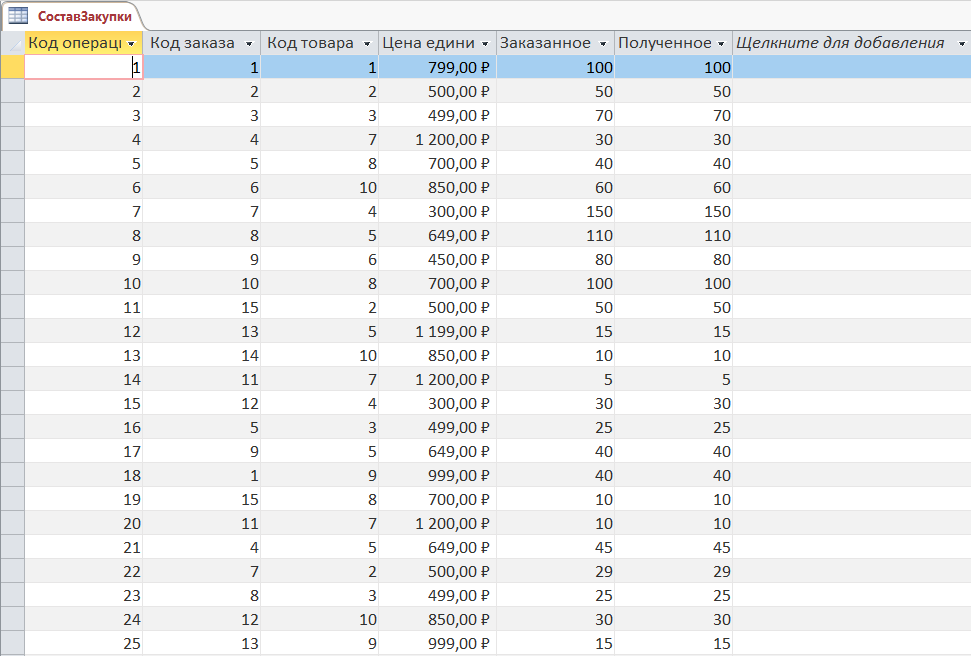 СоставЗакупки
Код операци Код заказа Код товара Цена едини Заказанное Полученное Щелкните для добавления
1 1 1 799,00 ₽ 100 100
2 2 2 500,00 ₽ 50 50
3 3 3 499,00 ₽ 70 70
4 4 7 1 200,00 ₽ 30 30
5 5 8 700,00 ₽ 40 40
6 6 10 850,00 ₽ 60 60
7 7 4 300,00 ₽ 150 150
8 8 5 649,00 ₽ 110 110
9 9 6 450,00 ₽ 80 80
10 10 8 700,00 ₽ 100 100
11 15 2 500,00 ₽ 50 50
12 13 5 1 199,00 ₽ 15 15
13 14 10 850,00 ₽ 10 10
14 11 7 1 200,00 ₽ 5 5
15 12 4 300,00 ₽ 30 30
16 5 3 499,00 ₽ 25 25
17 9 5 649,00 ₽ 40 40
18 1 9 999,00 ₽ 40 40
19 15 8 700,00 ₽ 10 10
20 11 7 1 200,00 ₽ 10 10
21 4 5 649,00 ₽ 45 45
22 7 2 500,00 ₽ 29 29
23 8 3 499,00 ₽ 25 25
24 12 10 850,00 ₽ 30 30
25 13 9 999,00 ₽ 15 15